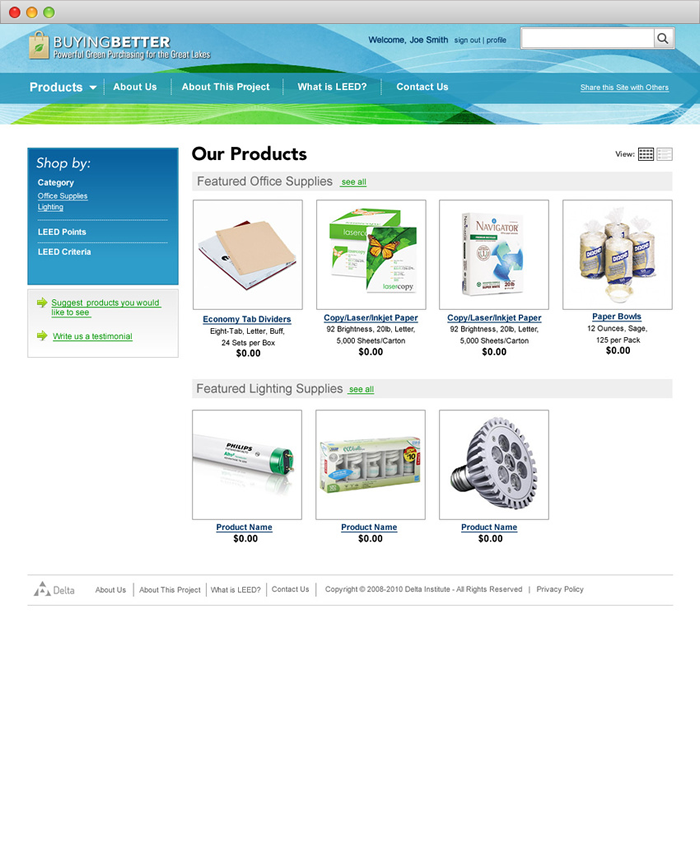 BUYINGBETTER
Powerful Green Purchasing for the Great Lakes
Welcome, Joe Smith sign out | profile
Products
About Us
About This Project
What is LEED?
Contact Us
Share this Site with Others
Shop by:
Category
Office Supplies
Lighting
LEED Points
LEED Criteria
Suggest products you would
like to see
Write us a testimonial
Our Products
View:
Featured Office Supplies see all
lasercopy
lasercopy
NAVIGATOR
Economy Tab Dividers
Eight-Tab, Letter, Buff,
24 Sets per Box
$0.00
Copy/Laser/Inkjet Paper
92 Brightness, 20lb, Letter,
5,000 Sheets/Carton
$0.00
Copy/Laser/Inkjet Paper
92 Brightness, 20lb, Letter,
5,000 Sheets/Carton
$0.00
Paper Bowls
12 Ounces, Sage,
125 per Pack
$0.00
Featured Lighting Supplies see all
PHILIPS
Alto
$10
Product Name
$0.00
Product Name
$0.00
Product Name
$0.00
Delta
About Us | About This Project | What is LEED? | Contact Us | Copyright © 2008-2010 Delta Institute - All Rights Reserved | Privacy Policy